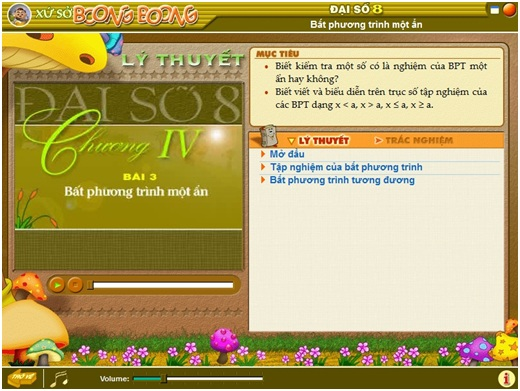 XỨ SỞ BOONG BOONG
ĐẠI SỐ 8
Bất phương trình một ẩn
LÝ THUYẾT
ĐẠI SỐ 8
Chương IV
BÀI 3
Bất phương trình một ẩn
MỤC TIÊU
• Biết kiểm tra một số có là nghiệm của BPT một
ẩn hay không?
• Biết viết và biểu diễn trên trục số tập nghiệm của
các BPT dạng x < a, x > a, x ≤ a, x ≥ a.
LÝ THUYẾT
TRẮC NGHIỆM
Mở đầu
Tập nghiệm của bất phương trình
Bất phương trình tương đương
Volume:
i